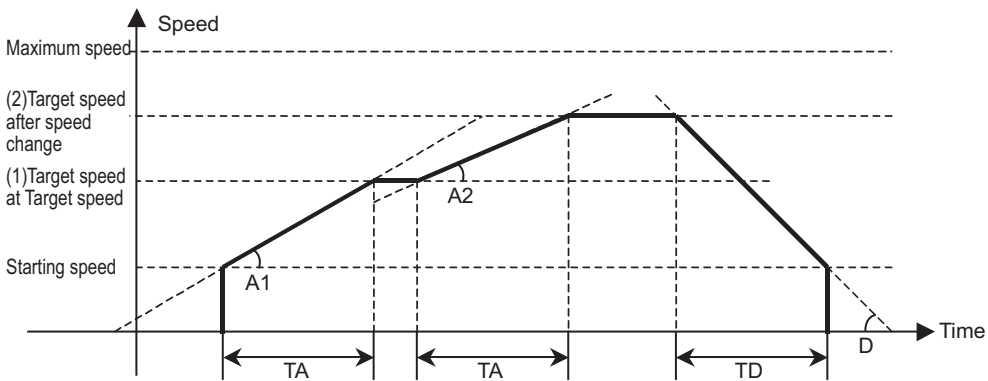 Speed
Maximum speed
(2)Target speed
after speed
change
(1)Target speed
at Target speed
A2
Starting speed
A1
Time
D
TA
TA
TD